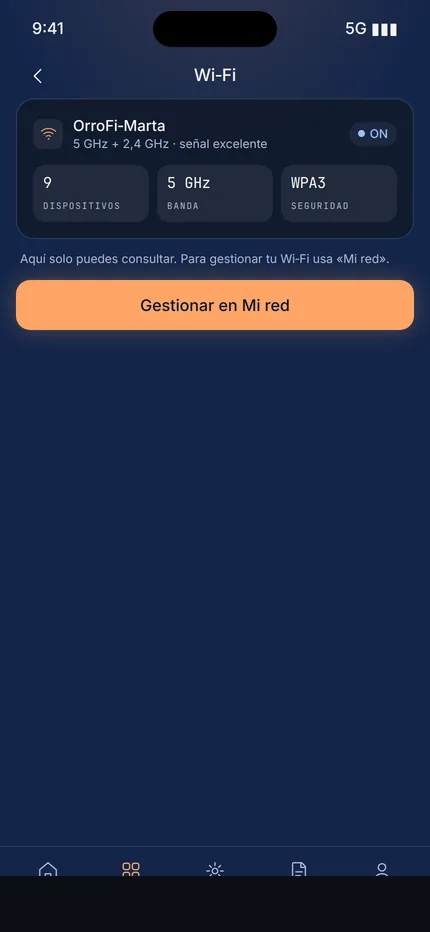 9:41
5G
Wi-Fi
OrroFi-Marta
5 GHz + 2,4 GHz · señal excelente
ON
9
DISPOSITIVOS
5 GHz
BANDA
WPA3
SEGURIDAD
Aquí solo puedes consultar. Para gestionar tu Wi-Fi usa «Mi red».
Gestionar en Mi red